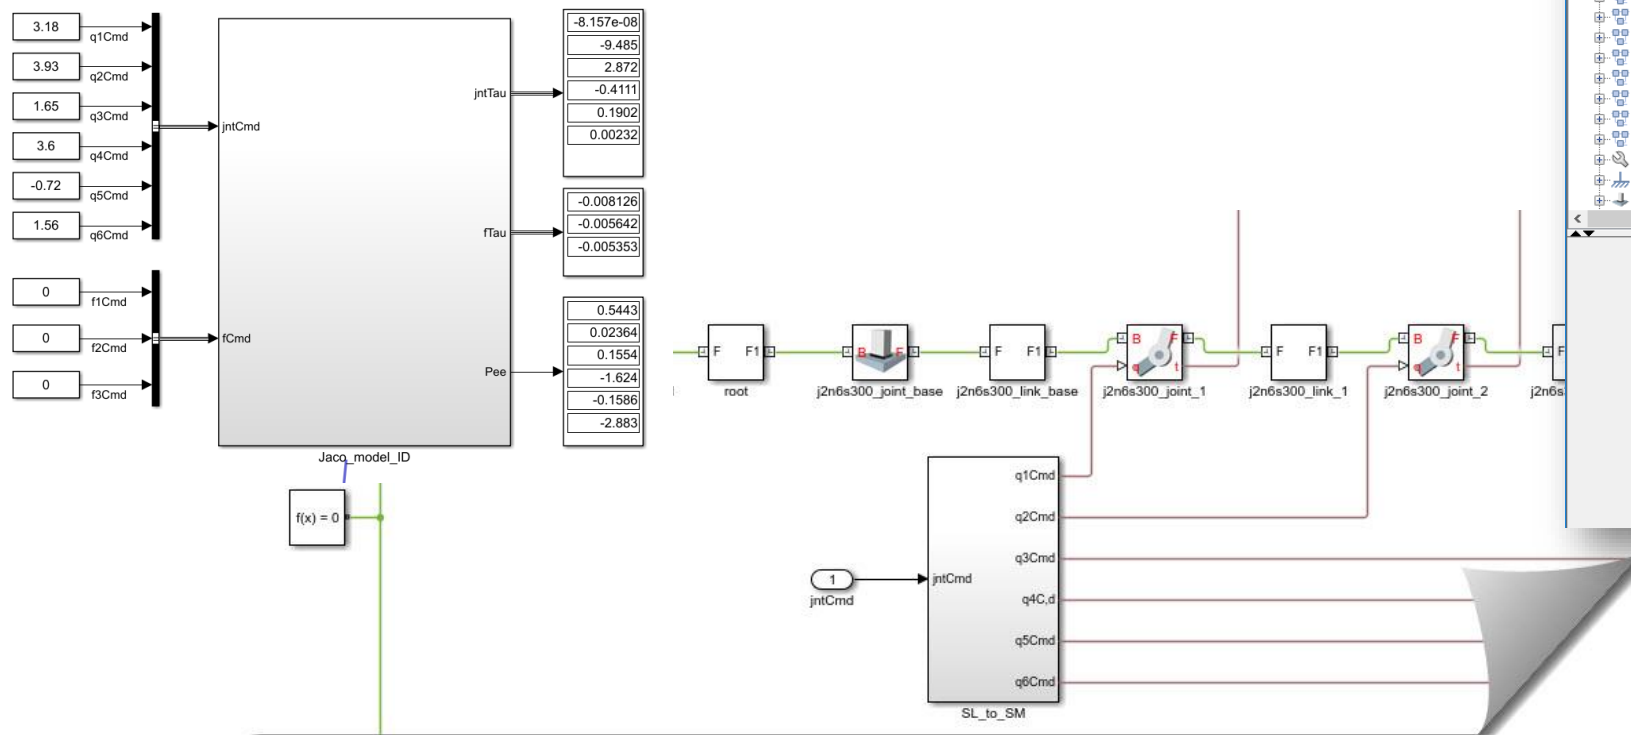 3.18
q1Cmd
3.93
q2Cmd
1.65
q3Cmd
3.6
q4Cmd
-0.72
q5Cmd
1.56
q6Cmd
0
f1Cmd
0
f2Cmd
0
f3Cmd
jntCmd
fCmd
jntTau
fTau
Pee
Jaco_model_ID
-8.157e-08
-9.485
2.872
-0.4111
0.1902
0.00232
-0.008126
-0.005642
-0.005353
0.5443
0.02364
0.1554
-1.624
-0.1586
-2.883
f(x) = 0
F F1
root
B F
j2n6s300_joint_base
F F1
j2n6s300_link_base
B F
q t
j2n6s300_joint_1
F F1
j2n6s300_link_1
B F
q t
j2n6s300_joint_2
F
j2n6s
1
jntCmd
jntCmd
q1Cmd
q2Cmd
q3Cmd
q4C,d
q5Cmd
q6Cmd
SL_to_SM